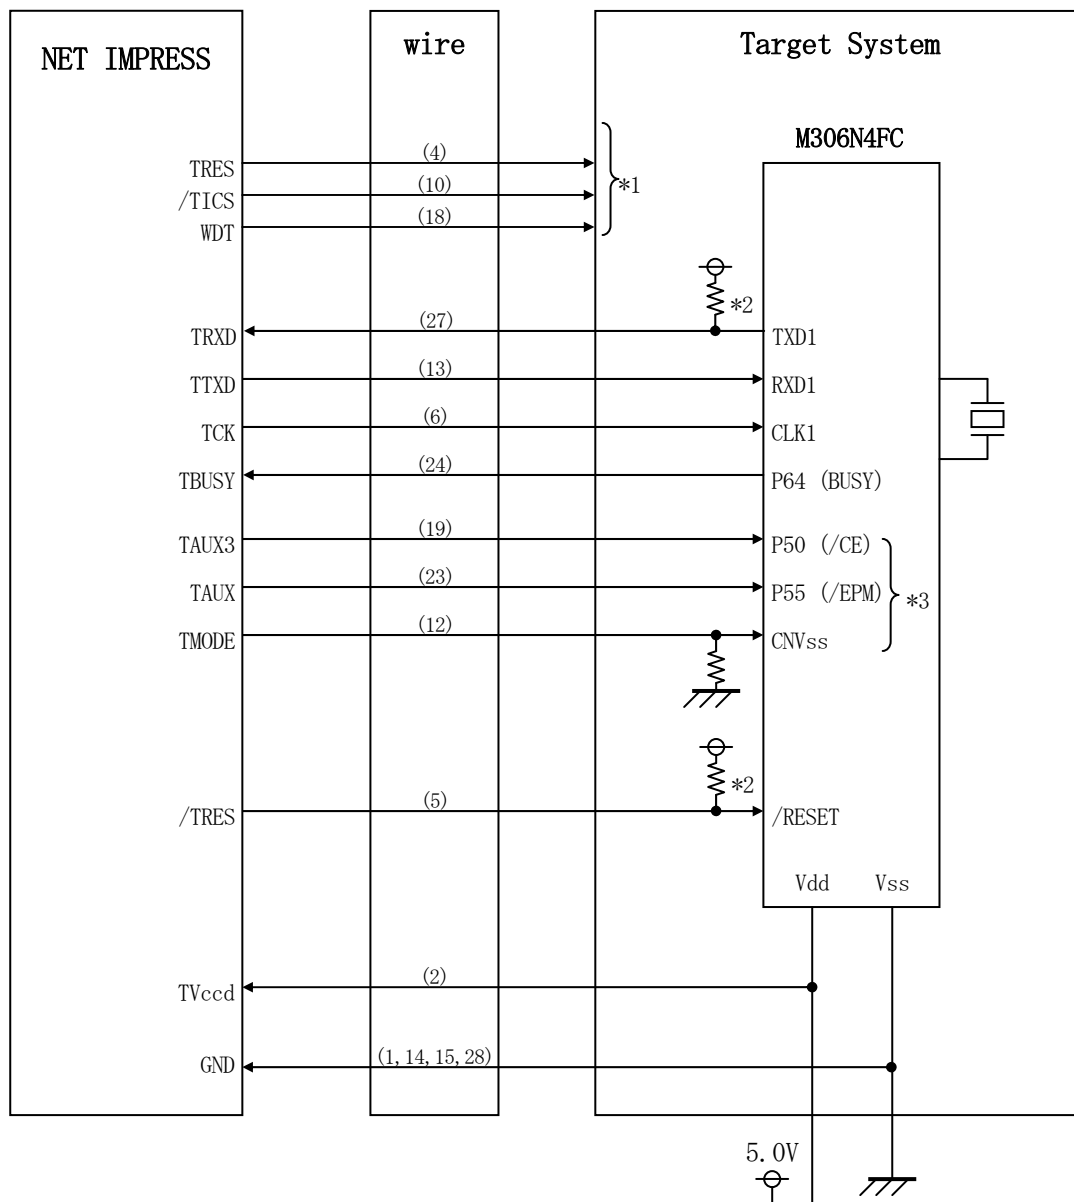 NET IMPRESS
wire
Target System
M306N4FC
TRES
(4)
/TICS
(10)
*1
WDT
(18)
*2
TRXD
(27)
TXD1
TTXD
(13)
RXD1
TCK
(6)
CLK1
TBUSY
(24)
P64 (BUSY)
TAUX3
(19)
P50 (/CE)
TAUX
(23)
P55 (/EPM)
*3
TMODE
(12)
CNVss
*2
/TRES
(5)
/RESET
Vdd
Vss
TVccd
(2)
GND
(1,14,15,28)
5.0V